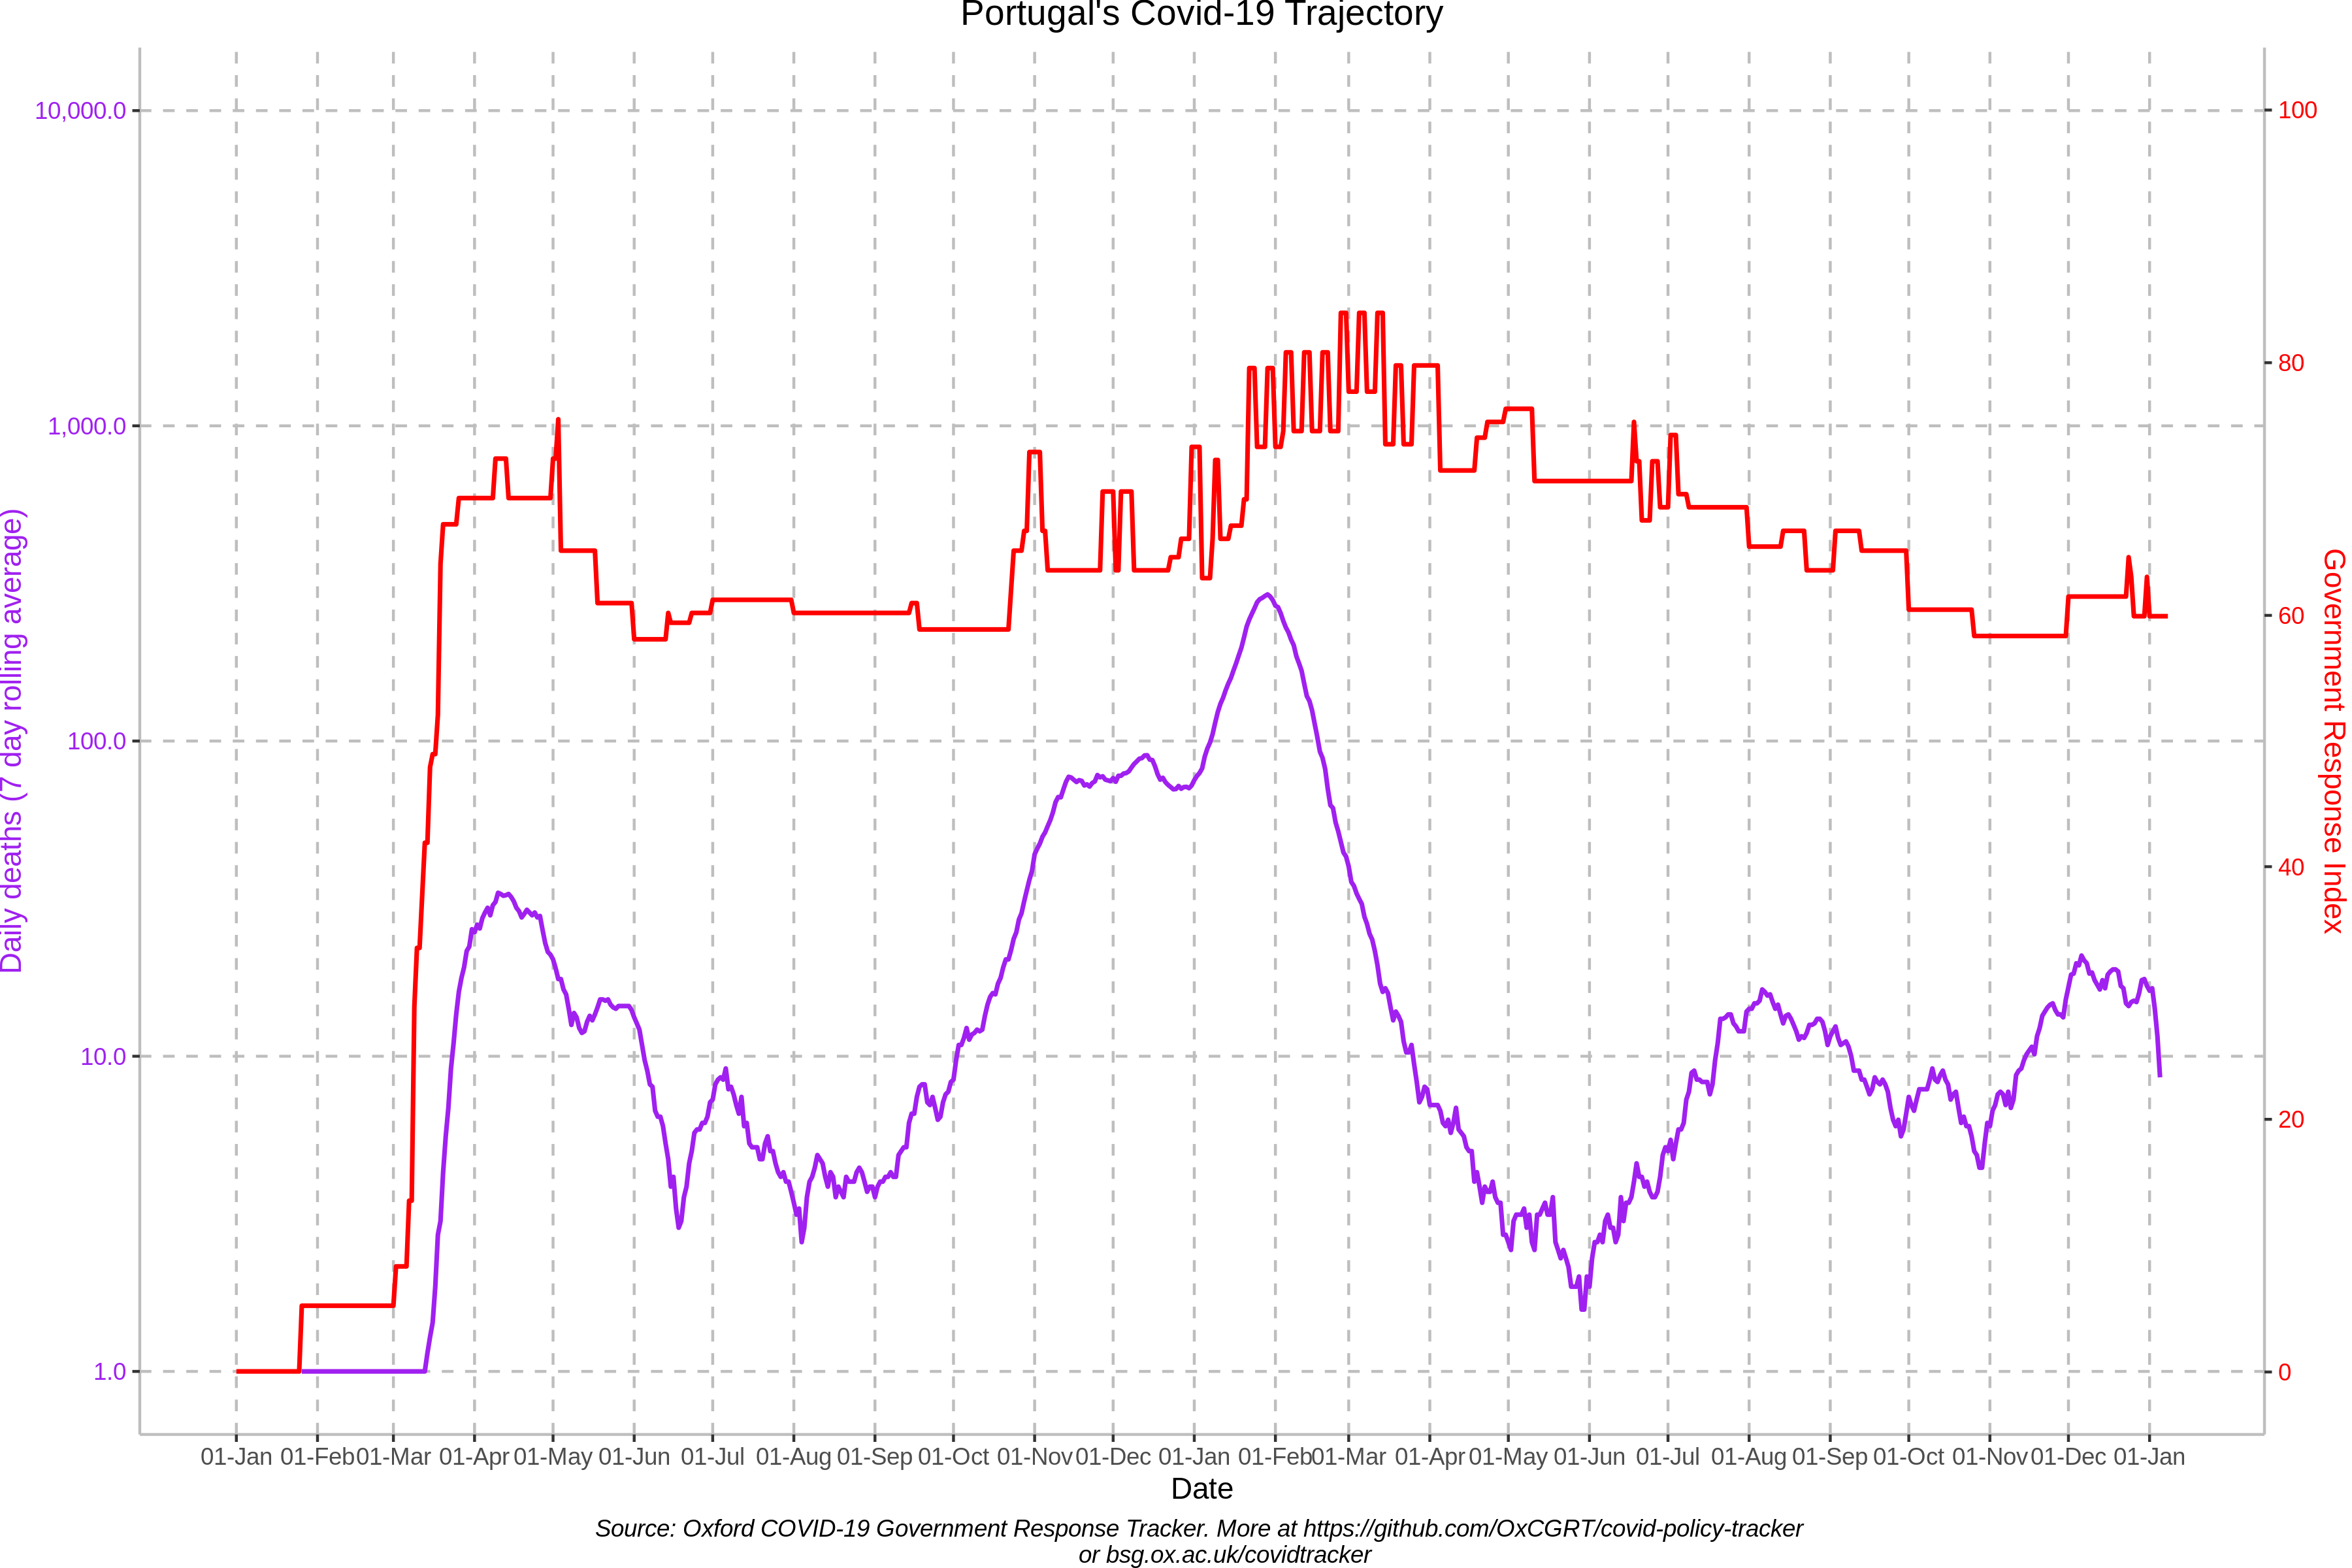 Portugal's Covid-19 Trajectory
10,000.0
1,000.0
100.0
10.0
1.0
Daily deaths (7 day rolling average)
100
80
60
40
20
0
Government Response Index
01-Jan 01-Feb 01-Mar 01-Apr 01-May 01-Jun 01-Jul 01-Aug 01-Sep 01-Oct 01-Nov 01-Dec 01-Jan 01-Feb 01-Mar 01-Apr 01-May 01-Jun 01-Jul 01-Aug 01-Sep 01-Oct 01-Nov 01-Dec 01-Jan
Date
Source: Oxford COVID-19 Government Response Tracker. More at https://github.com/OxCGRT/covid-policy-tracker
or bsg.ox.ac.uk/covidtracker